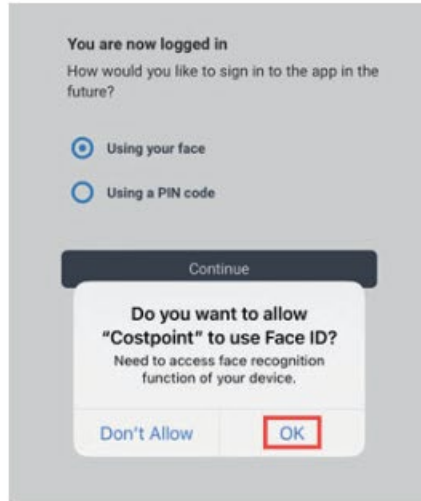 You are now logged in
How would you like to sign in to the app in the
future?
Using your face
Using a PIN code
Continue
Do you want to allow
"Costpoint" to use Face ID?
Need to access face recognition
function of your device.
Don't Allow
OK